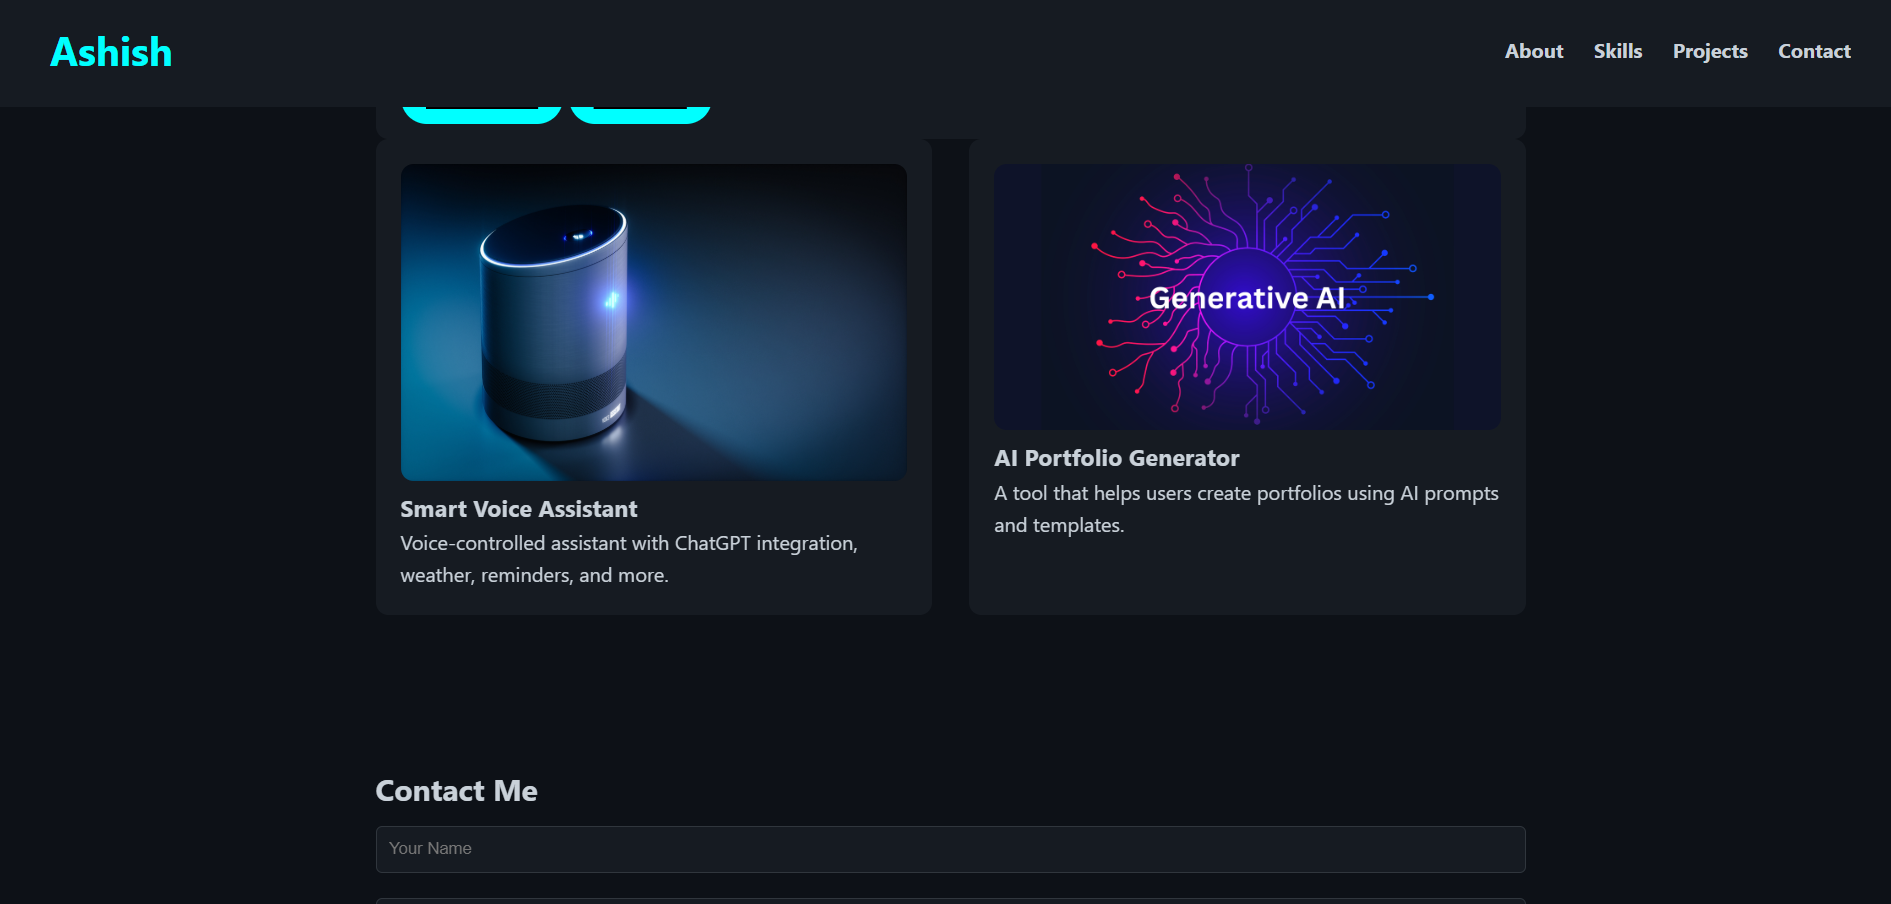 Ashish
About
Skills
Projects
Contact
Generative AI
Smart Voice Assistant
Voice-controlled assistant with ChatGPT integration,
weather, reminders, and more.
AI Portfolio Generator
A tool that helps users create portfolios using AI prompts
and templates.
Contact Me
Your Name